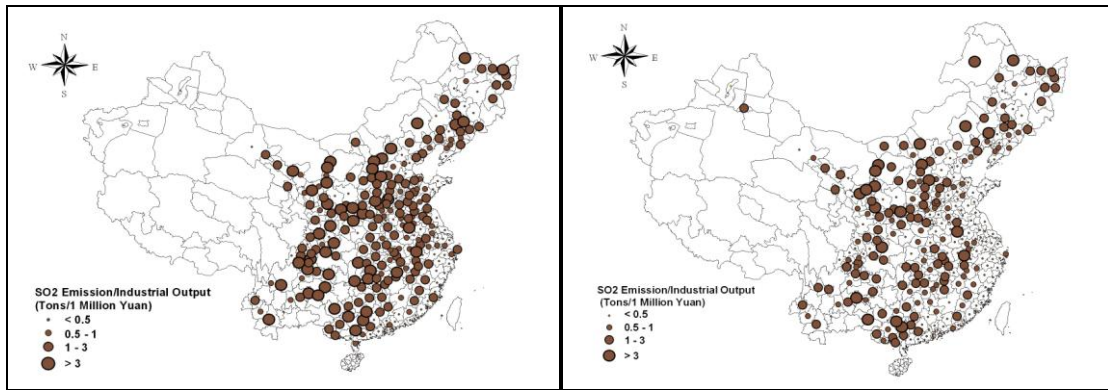 N
W E
S
SO2 Emission/Industrial Output
(Tons/1 Million Yuan)
< 0.5
0.5 - 1
1 - 3
> 3
N
W E
S
SO2 Emission/Industrial Output
(Tons/1 Million Yuan)
< 0.5
0.5 - 1
1 - 3
> 3